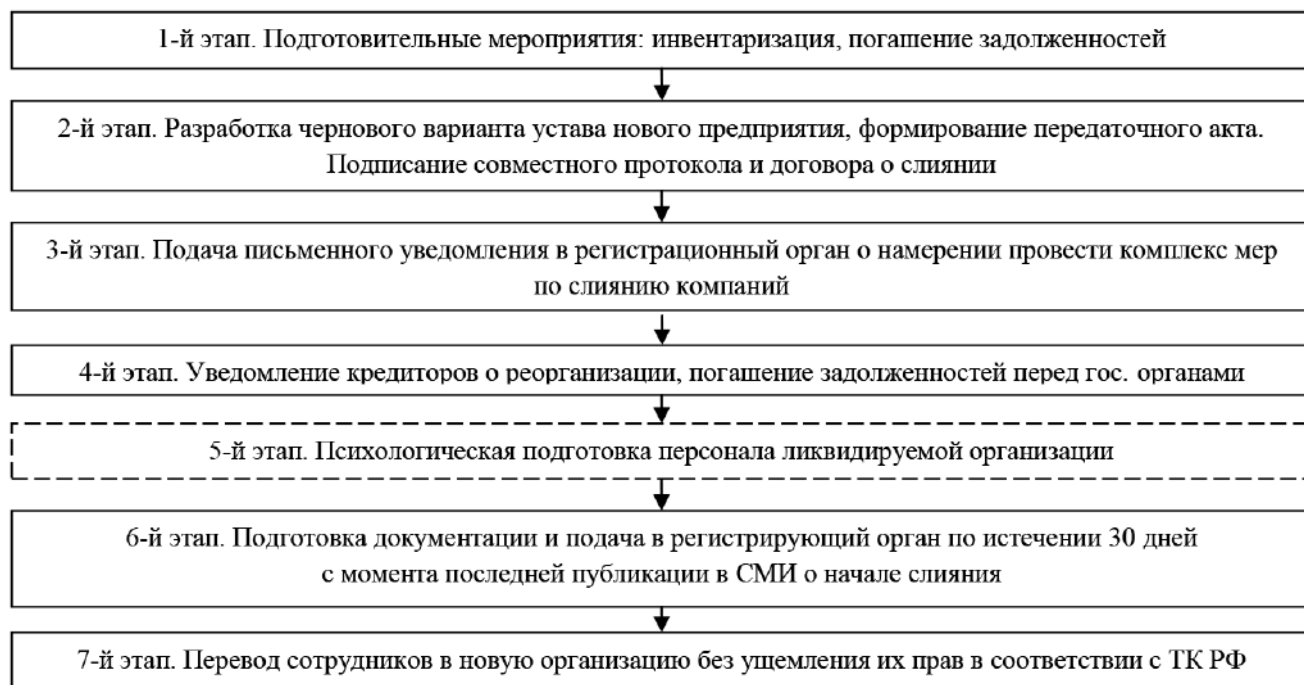 1-й этап. Подготовительные мероприятия: инвентаризация, погашение задолженностей
2-й этап. Разработка чернового варианта устава нового предприятия, формирование передаточного акта.
Подписание совместного протокола и договора о слиянии
3-й этап. Подача письменного уведомления в регистрационный орган о намерении провести комплекс мер
по слиянию компаний
4-й этап. Уведомление кредиторов о реорганизации, погашение задолженностей перед гос. органами
5-й этап. Психологическая подготовка персонала ликвидируемой организации
6-й этап. Подготовка документации и подача в регистрирующий орган по истечении 30 дней
с момента последней публикации в СМИ о начале слияния
7-й этап. Перевод сотрудников в новую организацию без ущемления их прав в соответствии с ТК РФ